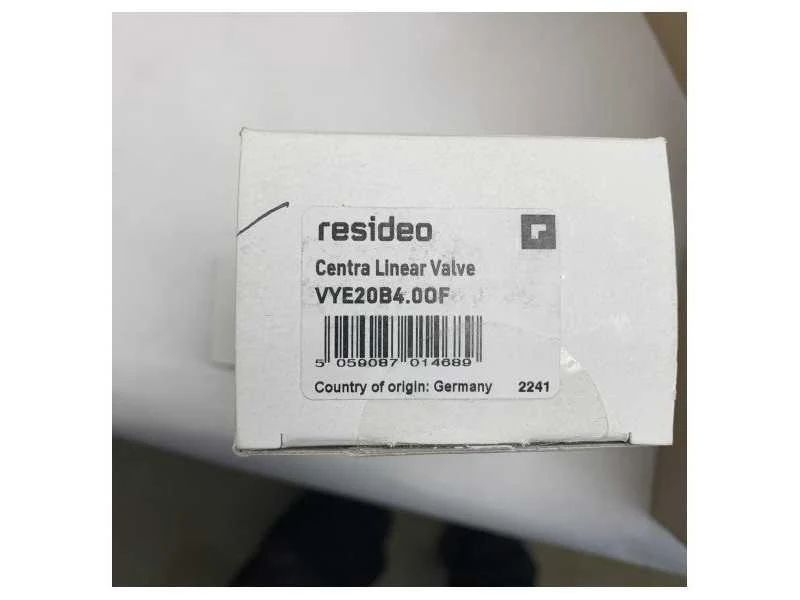 resideo
Centra Linear Valve
VYE20B4.00F
5 059087 014689
Country of origin: Germany 2241